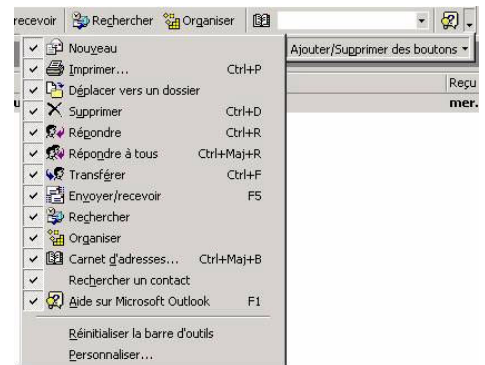 recevoir Rechercher Organiser
Ajouter/Supprimer des boutons
Reçu
mer.
Nouveau
Imprimer... Ctrl+P
Déplacer vers un dossier
Supprimer Ctrl+D
Répondre Ctrl+R
Répondre à tous Ctrl+Maj+R
Transférer Ctrl+F
Envoyer/recevoir F5
Rechercher
Organiser
Carnet d'adresses... Ctrl+Maj+B
Rechercher un contact
Aide sur Microsoft Outlook F1
Réinitialiser la barre d'outils
Personnaliser...